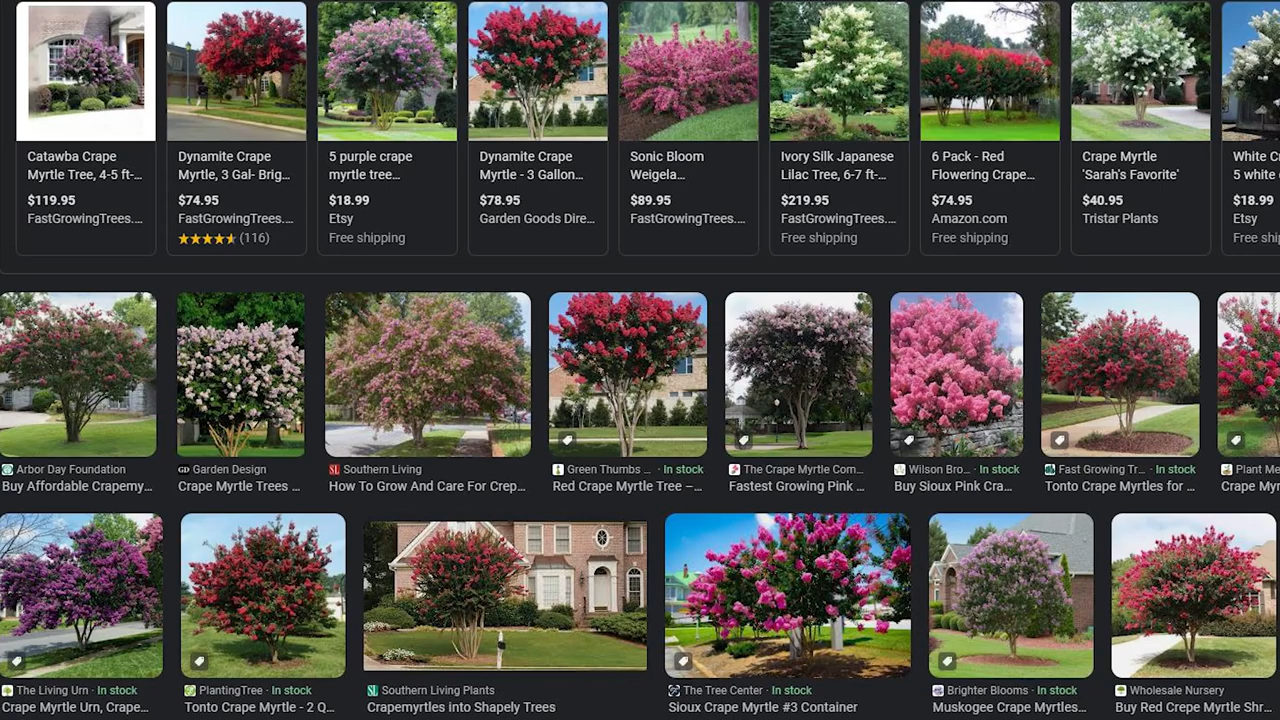 Catawba Crape
Myrtle Tree, 4-5 ft-...
$119.95
FastGrowingTrees....
Dynamite Crape
Myrtle, 3 Gal- Brig...
$74.95
FastGrowingTrees....
(116)
5 purple crape
myrtle tree...
$18.99
Etsy
Free shipping
Dynamite Crape
Myrtle - 3 Gallon...
$78.95
Garden Goods Dire...
Sonic Bloom
Weigela...
$89.95
FastGrowingTrees....
Ivory Silk Japanese
Lilac Tree, 6-7 ft-...
$219.95
FastGrowingTrees....
Free shipping
6 Pack - Red
Flowering Crape...
$74.95
Amazon.com
Free shipping
Crape Myrtle
'Sarah's Favorite'
$40.95
Tristar Plants
White C
5 white c
$18.99
Etsy
Free ship
Arbor Day Foundation
Buy Affordable Crapemy...
GD Garden Design
Crape Myrtle Trees ...
SL Southern Living
How To Grow And Care For Crep...
Green Thumbs ... · In stock
Red Crape Myrtle Tree –...
The Crape Myrtle Com...
Fastest Growing Pink ...
Wilson Bro... · In stock
Buy Sioux Pink Cra...
Fast Growing Tr... · In stock
Tonto Crape Myrtles for ...
Plant Me
Crape Myr
The Living Urn · In stock
Crape Myrtle Urn, Crape...
PlantingTree · In stock
Tonto Crape Myrtle - 2 Q...
Southern Living Plants
Crapemyrtles into Shapely Trees
The Tree Center · In stock
Sioux Crape Myrtle #3 Container
Brighter Blooms · In stock
Muskogee Crape Myrtles...
Wholesale Nursery
Buy Red Crepe Myrtle Shr...